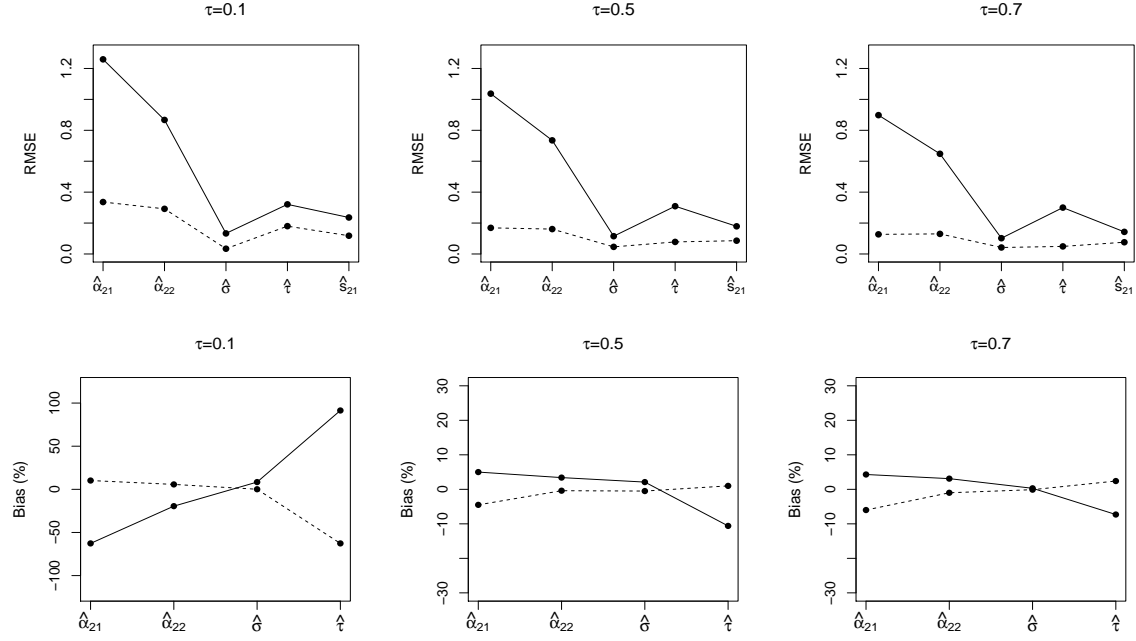 τ=0.1
τ=0.5
τ=0.7
RMSE
0.0
0.4
0.8
1.2
α̂₂₁
α̂₂₂
σ̂
τ̂
ŝ₂₁
RMSE
0.0
0.4
0.8
1.2
α̂₂₁
α̂₂₂
σ̂
τ̂
ŝ₂₁
RMSE
0.0
0.4
0.8
1.2
α̂₂₁
α̂₂₂
σ̂
τ̂
ŝ₂₁
τ=0.1
τ=0.5
τ=0.7
Bias (%)
−100
−50
0
50
100
α̂₂₁
α̂₂₂
σ̂
τ̂
Bias (%)
−30
−10
0
10
20
30
α̂₂₁
α̂₂₂
σ̂
τ̂
Bias (%)
−30
−10
0
10
20
30
α̂₂₁
α̂₂₂
σ̂
τ̂